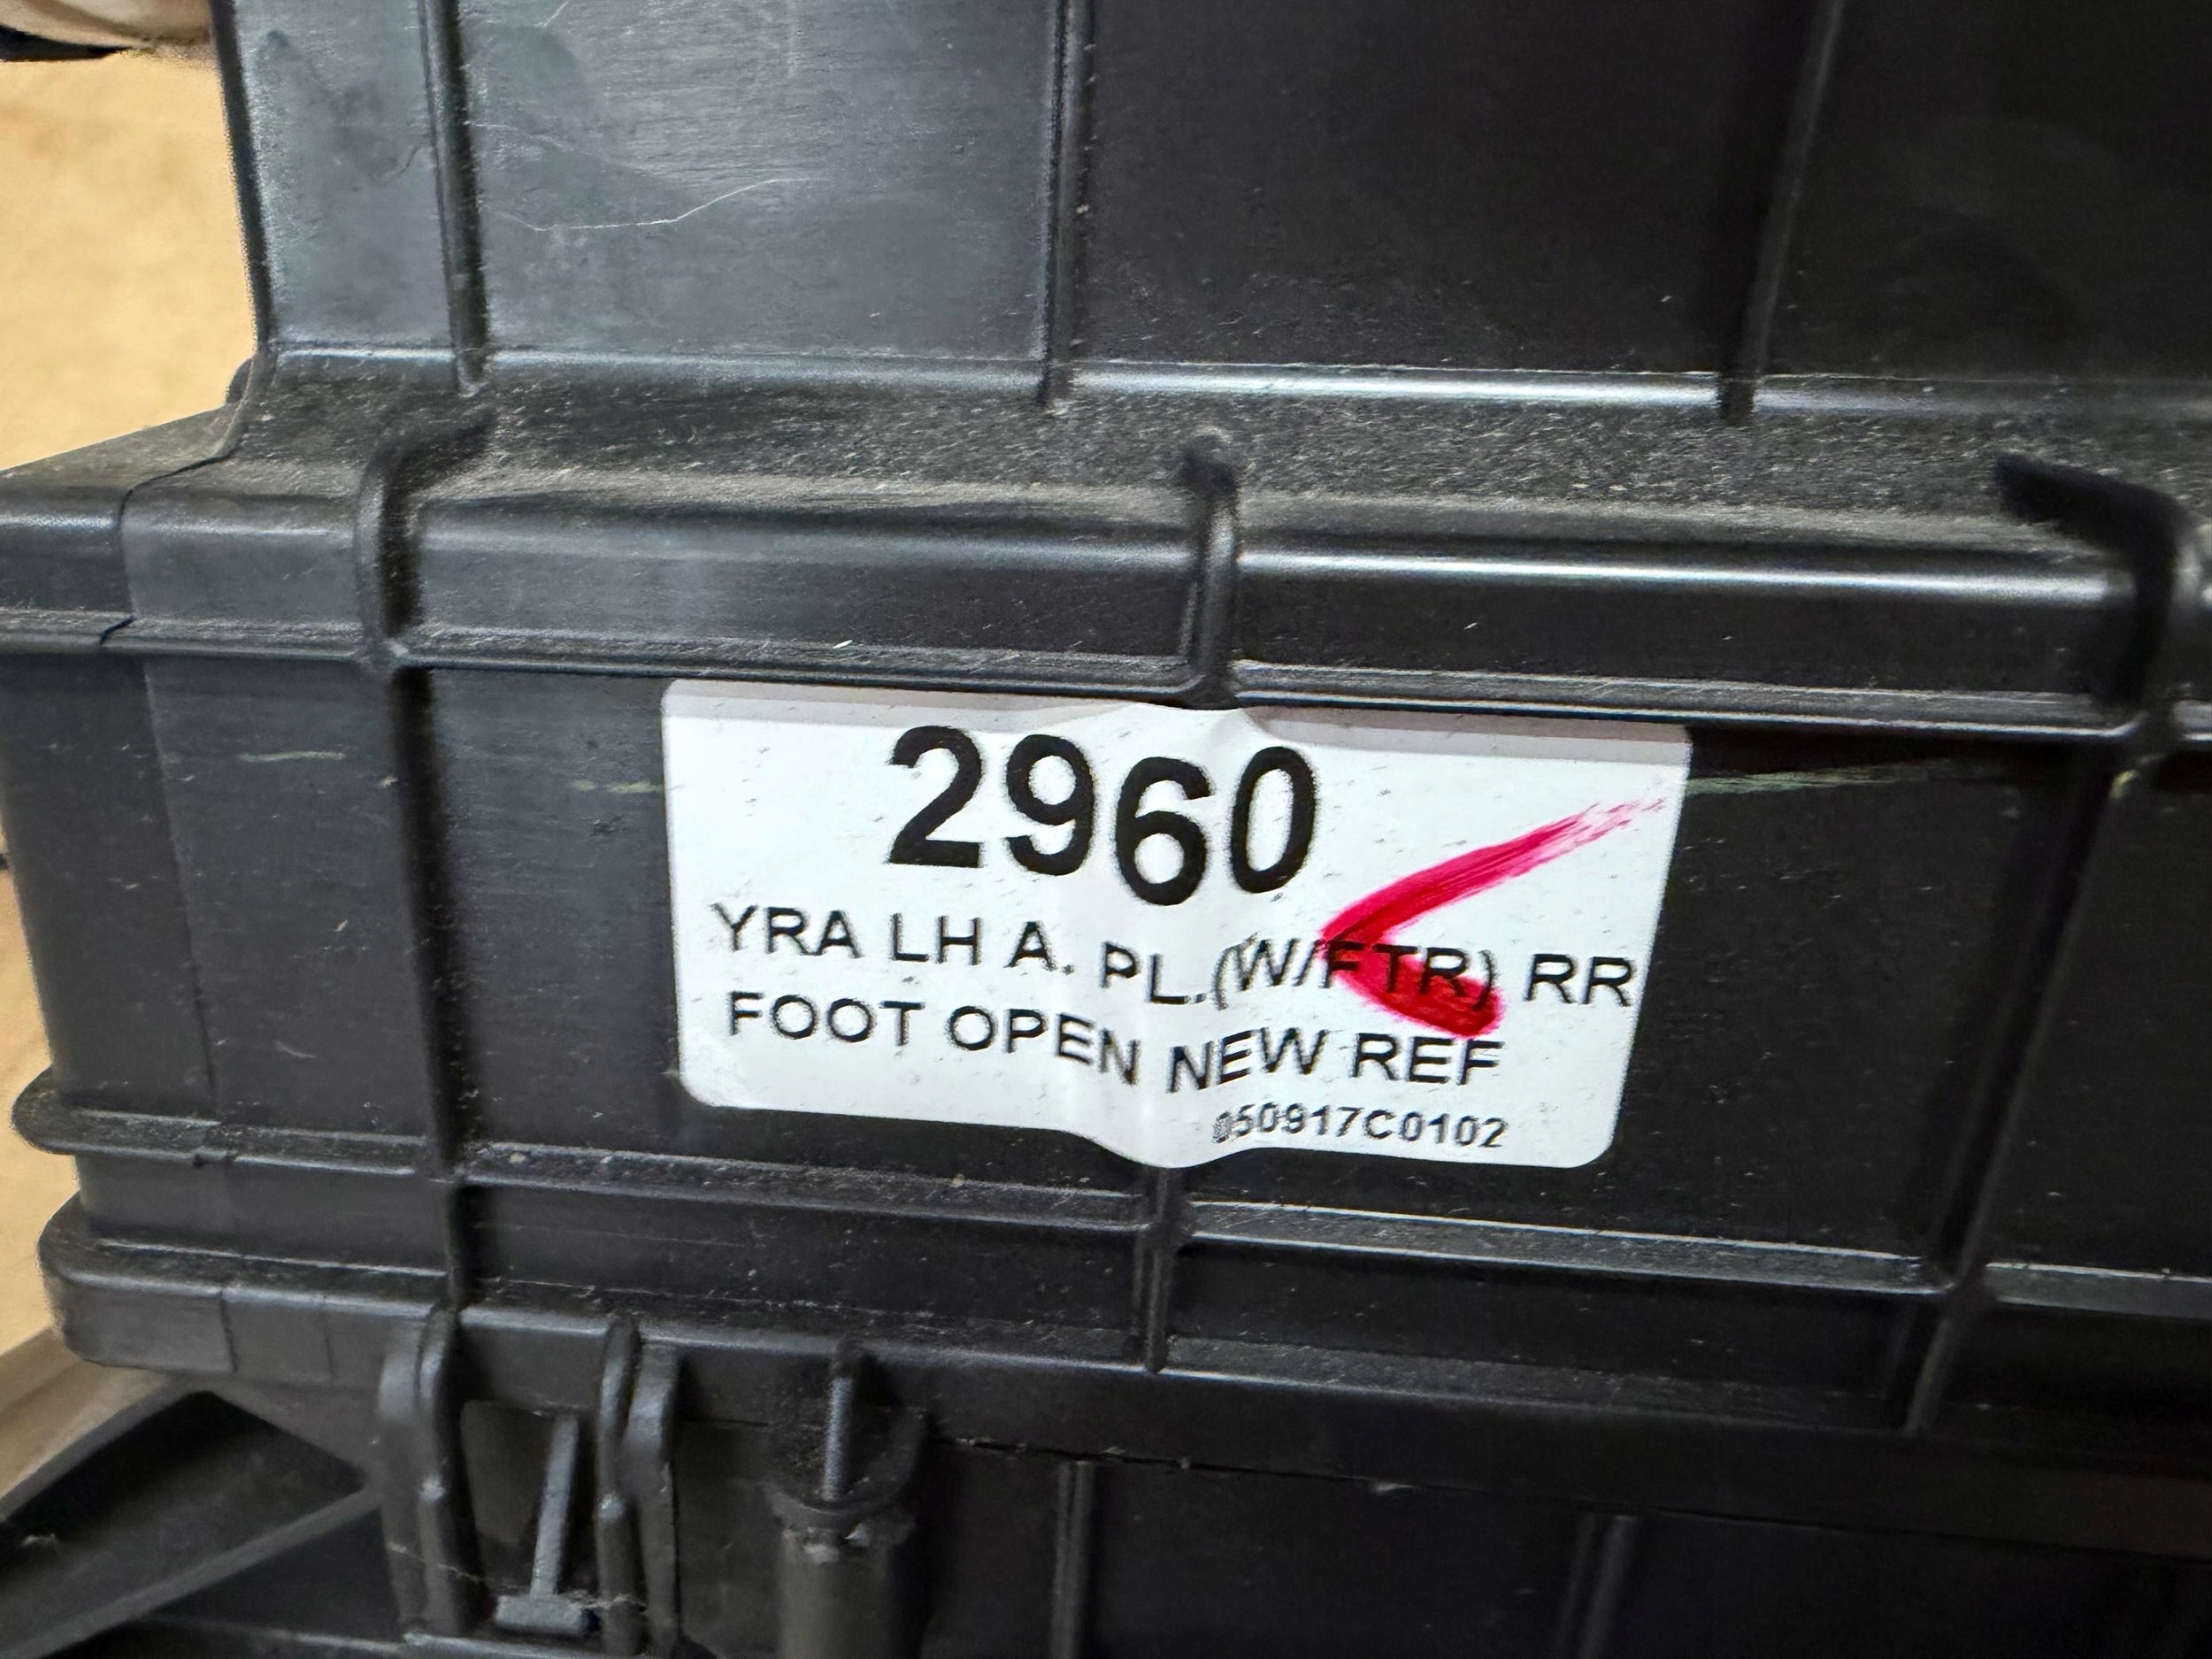 2960
YRA LH A. PL.(W/FTR) RR
FOOT OPEN NEW REF
050917C0102